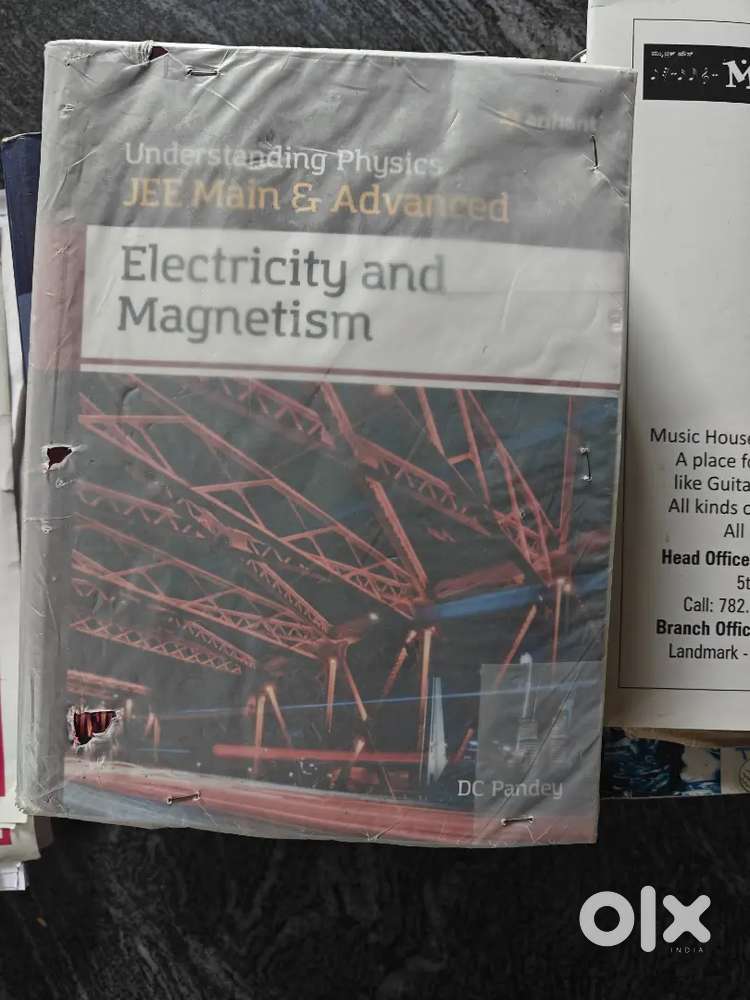 arihant
Understanding Physics
JEE Main & Advanced
Electricity and
Magnetism
DC Pandey
M
Music House
A place fo
like Guita
All kinds o
All
Head Office
5t
Call: 782.
Branch Offic
Landmark -
olx
INDIA